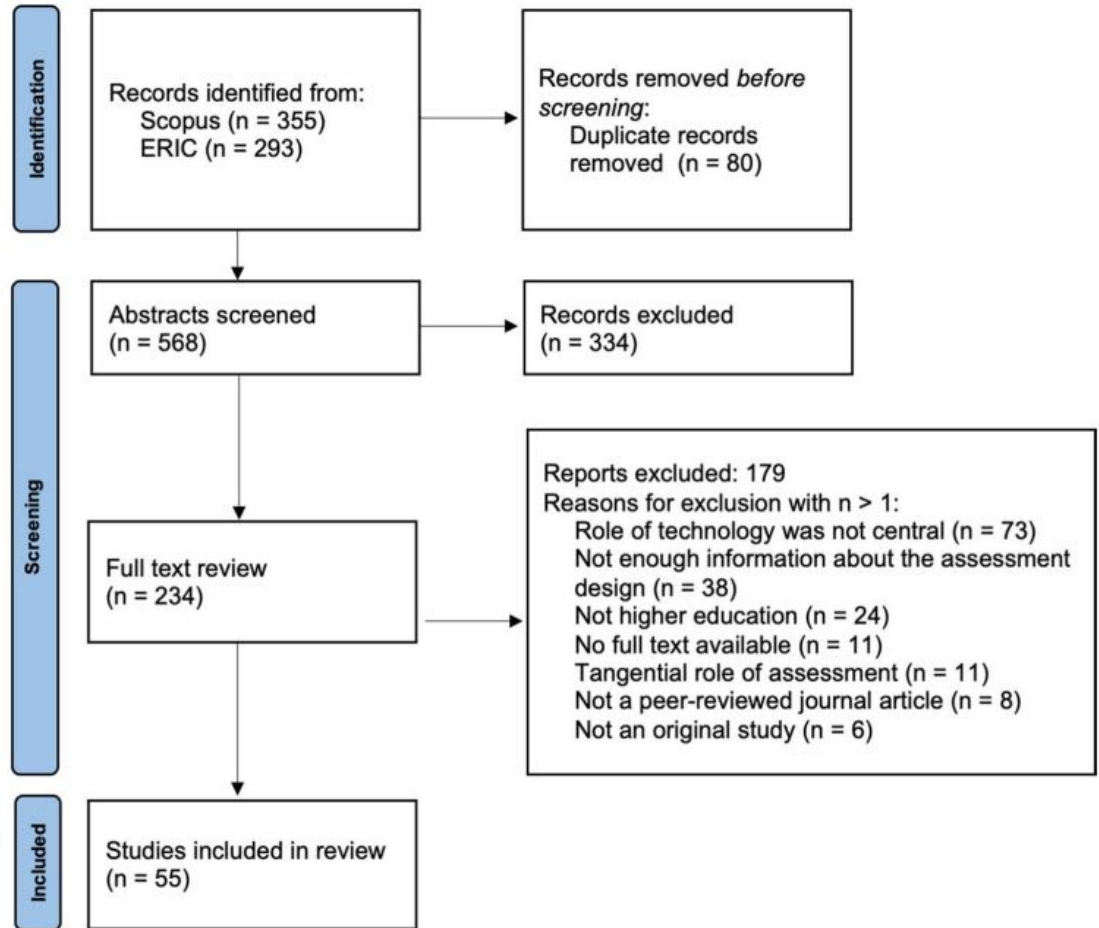 Identification
Records identified from:
Scopus (n = 355)
ERIC (n = 293)
Records removed before
screening:
Duplicate records
removed (n = 80)
Screening
Abstracts screened
(n = 568)
Records excluded
(n = 334)
Full text review
(n = 234)
Reports excluded: 179
Reasons for exclusion with n > 1:
Role of technology was not central (n = 73)
Not enough information about the assessment
design (n = 38)
Not higher education (n = 24)
No full text available (n = 11)
Tangential role of assessment (n = 11)
Not a peer-reviewed journal article (n = 8)
Not an original study (n = 6)
Included
Studies included in review
(n = 55)